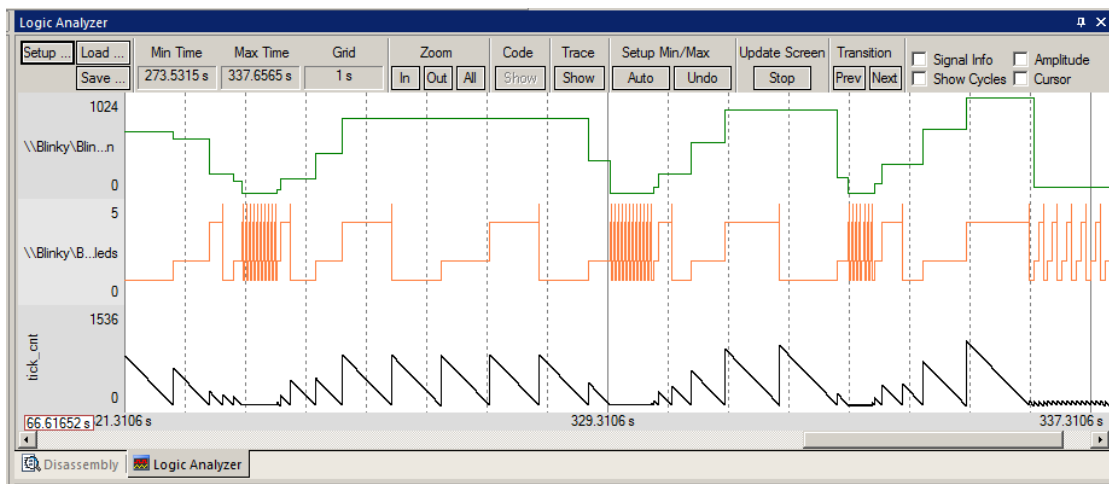 Logic Analyzer
Setup ... Load ... Min Time Max Time Grid Zoom Code Trace Setup Min/Max Update Screen Transition Signal Info Amplitude
Save ... 273.5315 s 337.6565 s 1 s In Out All Show Show Auto Undo Stop Prev Next Show Cycles Cursor
1024
\\Blinky\Blin...n
0
5
\\Blinky\B...leds
0
1536
tick_cnt
0
66.61652 s 21.3106 s 329.3106 s 337.3106 s
Disassembly Logic Analyzer